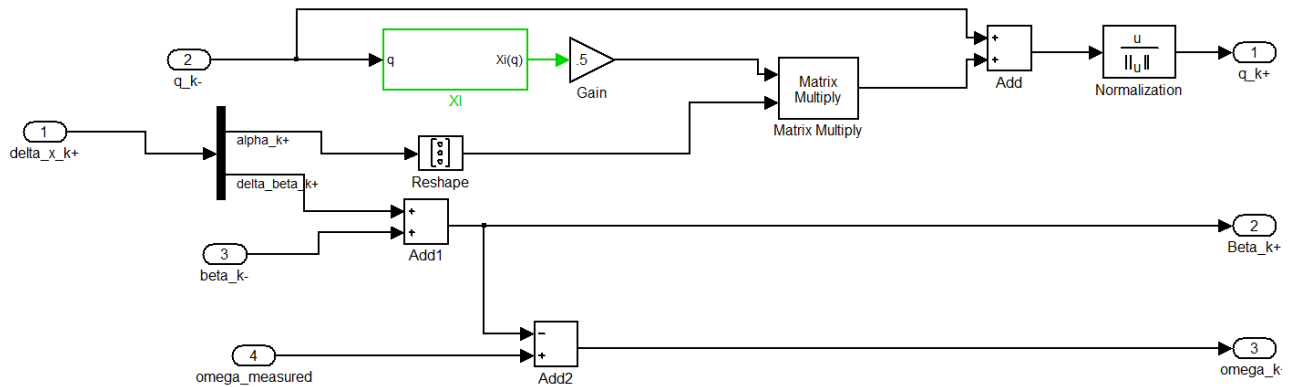 2
q_k-
q
Xi(q)
XI
.5
Gain
Matrix
Multiply
Matrix Multiply
+
+
Add
u
||u||
Normalization
1
q_k+
1
delta_x_k+
alpha_k+
delta_beta_k+
Reshape
+
+
Add1
3
beta_k-
2
Beta_k+
4
omega_measured
−
+
Add2
3
omega_k-